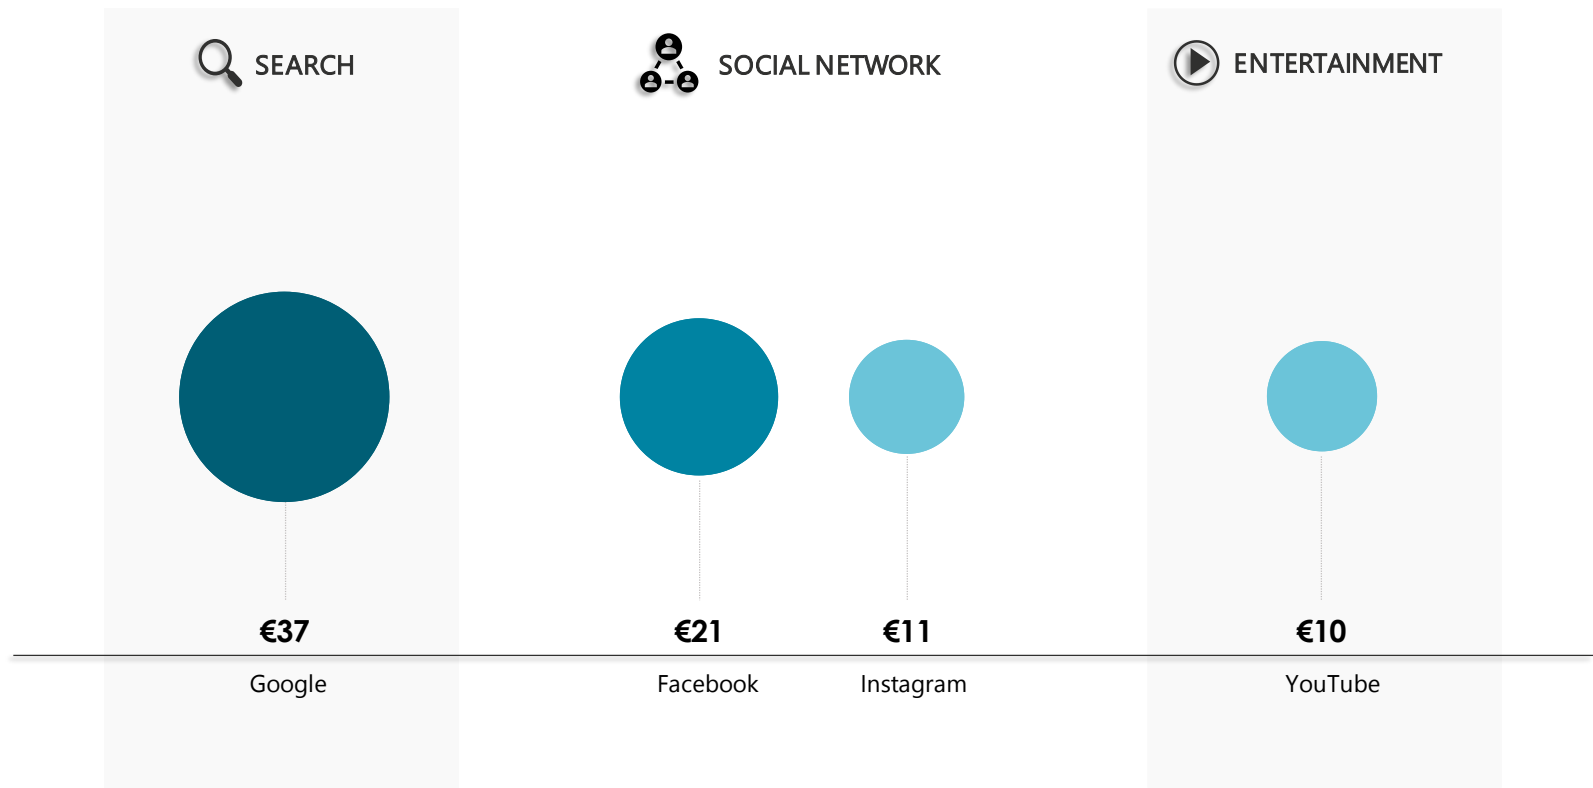 SEARCH
SOCIAL NETWORK
ENTERTAINMENT
€37
€21
€11
€10
Google
Facebook
Instagram
YouTube